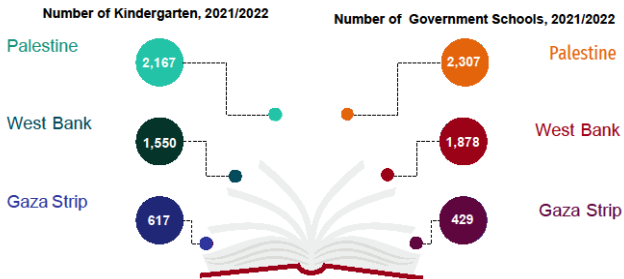 Number of Kindergarten, 2021/2022
Palestine
2,167
West Bank
1,550
Gaza Strip
617
Number of Government Schools, 2021/2022
2,307
Palestine
1,878
West Bank
429
Gaza Strip